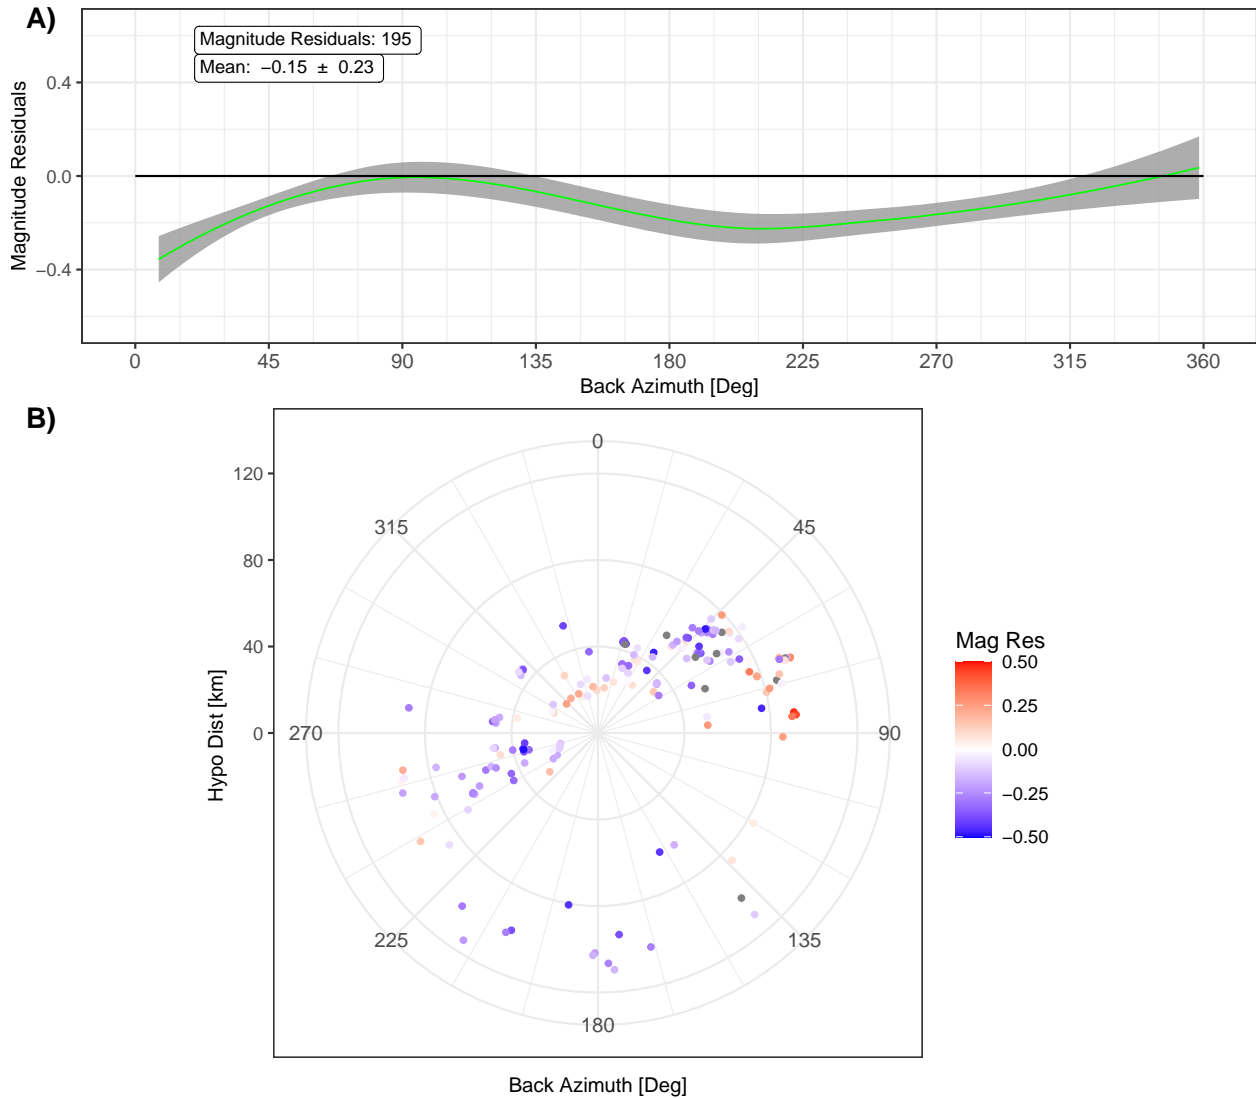 A)
Magnitude Residuals: 195
Mean: −0.15 ± 0.23
0.4
0.0
−0.4
Magnitude Residuals
0 45 90 135 180 225 270 315 360
Back Azimuth [Deg]
B)
0
45
90
135
180
225
270
315
120
80
40
0
Hypo Dist [km]
Back Azimuth [Deg]
Mag Res
0.50
0.25
0.00
−0.25
−0.50